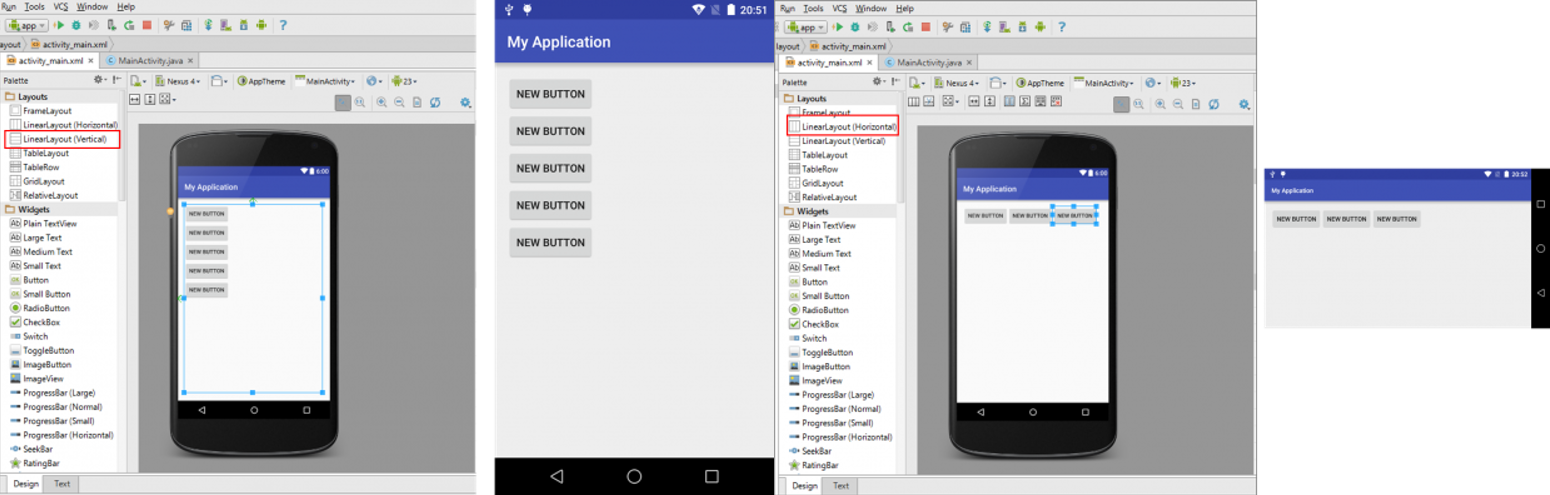 Run Tools VCS Window Help
app
ayout activity_main.xml
activity_main.xml × MainActivity.java ×
Palette
Nexus 4 AppTheme MainActivity 23
Layouts
FrameLayout
LinearLayout (Horizontal)
LinearLayout (Vertical)
TableLayout
TableRow
GridLayout
RelativeLayout
Widgets
Plain TextView
Large Text
Medium Text
Small Text
Button
Small Button
RadioButton
CheckBox
Switch
ToggleButton
ImageButton
ImageView
ProgressBar (Large)
ProgressBar (Normal)
ProgressBar (Small)
ProgressBar (Horizontal)
SeekBar
RatingBar
Design Text
6:00
My Application
NEW BUTTON
NEW BUTTON
NEW BUTTON
NEW BUTTON
NEW BUTTON
20:51
My Application
NEW BUTTON
NEW BUTTON
NEW BUTTON
NEW BUTTON
NEW BUTTON
Run Tools VCS Window Help
app
layout activity_main.xml
activity_main.xml × MainActivity.java ×
Palette
Nexus 4 AppTheme MainActivity 23
Layouts
FrameLayout
LinearLayout (Horizontal)
LinearLayout (Vertical)
TableLayout
TableRow
GridLayout
RelativeLayout
Widgets
Plain TextView
Large Text
Medium Text
Small Text
Button
Small Button
RadioButton
CheckBox
Switch
ToggleButton
ImageButton
ImageView
ProgressBar (Large)
ProgressBar (Normal)
ProgressBar (Small)
ProgressBar (Horizontal)
SeekBar
RatingBar
Design Text
6:00
My Application
NEW BUTTON NEW BUTTON NEW BUTTON
20:52
My Application
NEW BUTTON NEW BUTTON NEW BUTTON